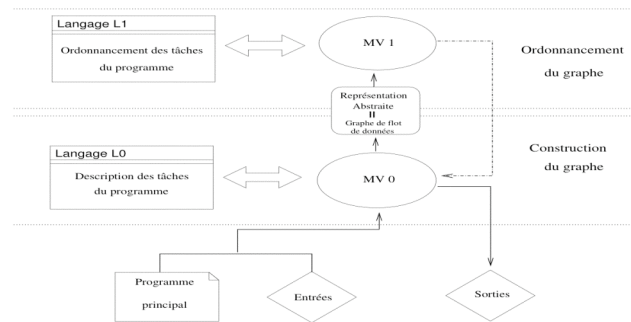 Langage L1
Ordonnancement des tâches
du programme
MV 1
Ordonnancement
du graphe
Représentation
Abstraite
=
Graphe de flot
de données
Langage L0
Description des tâches
du programme
MV 0
Construction
du graphe
Programme
principal
Entrées
Sorties